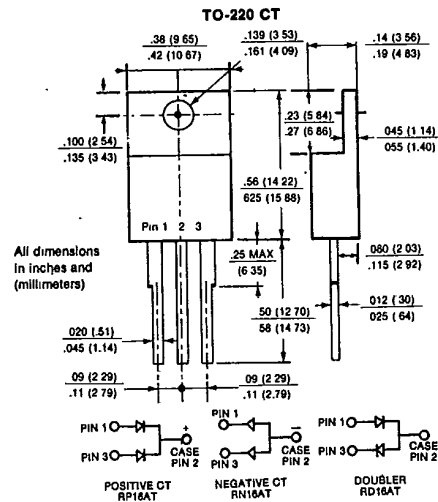 TO-220 CT
.38 (9.65)
.42 (10 67)
.139 (3 53)
.161 (4 09)
.14 (3 56)
.19 (4 83)
.100 (2 54)
.135 (3 43)
.23 (5 84)
.27 (6 86)
045 (1 14)
055 (1.40)
.56 (14 22)
625 (15 88)
Pin 1 2 3
All dimensions
in inches and
(millimeters)
.25 MAX
(6 35)
080 (2 03)
.115 (2 92)
.50 (12 70)
58 (14 73)
012 ( 30)
025 ( 64)
020 (.51)
.045 (1.14)
09 (2 29)
.11 (2 79)
09 (2 29)
.11 (2.79)
PIN 1
PIN 3
+
CASE
PIN 2
POSITIVE CT
RP16AT
PIN 1
PIN 3
–
CASE
PIN 2
NEGATIVE CT
RN16AT
PIN 1
PIN 3
CASE
PIN 2
DOUBLER
RD16AT